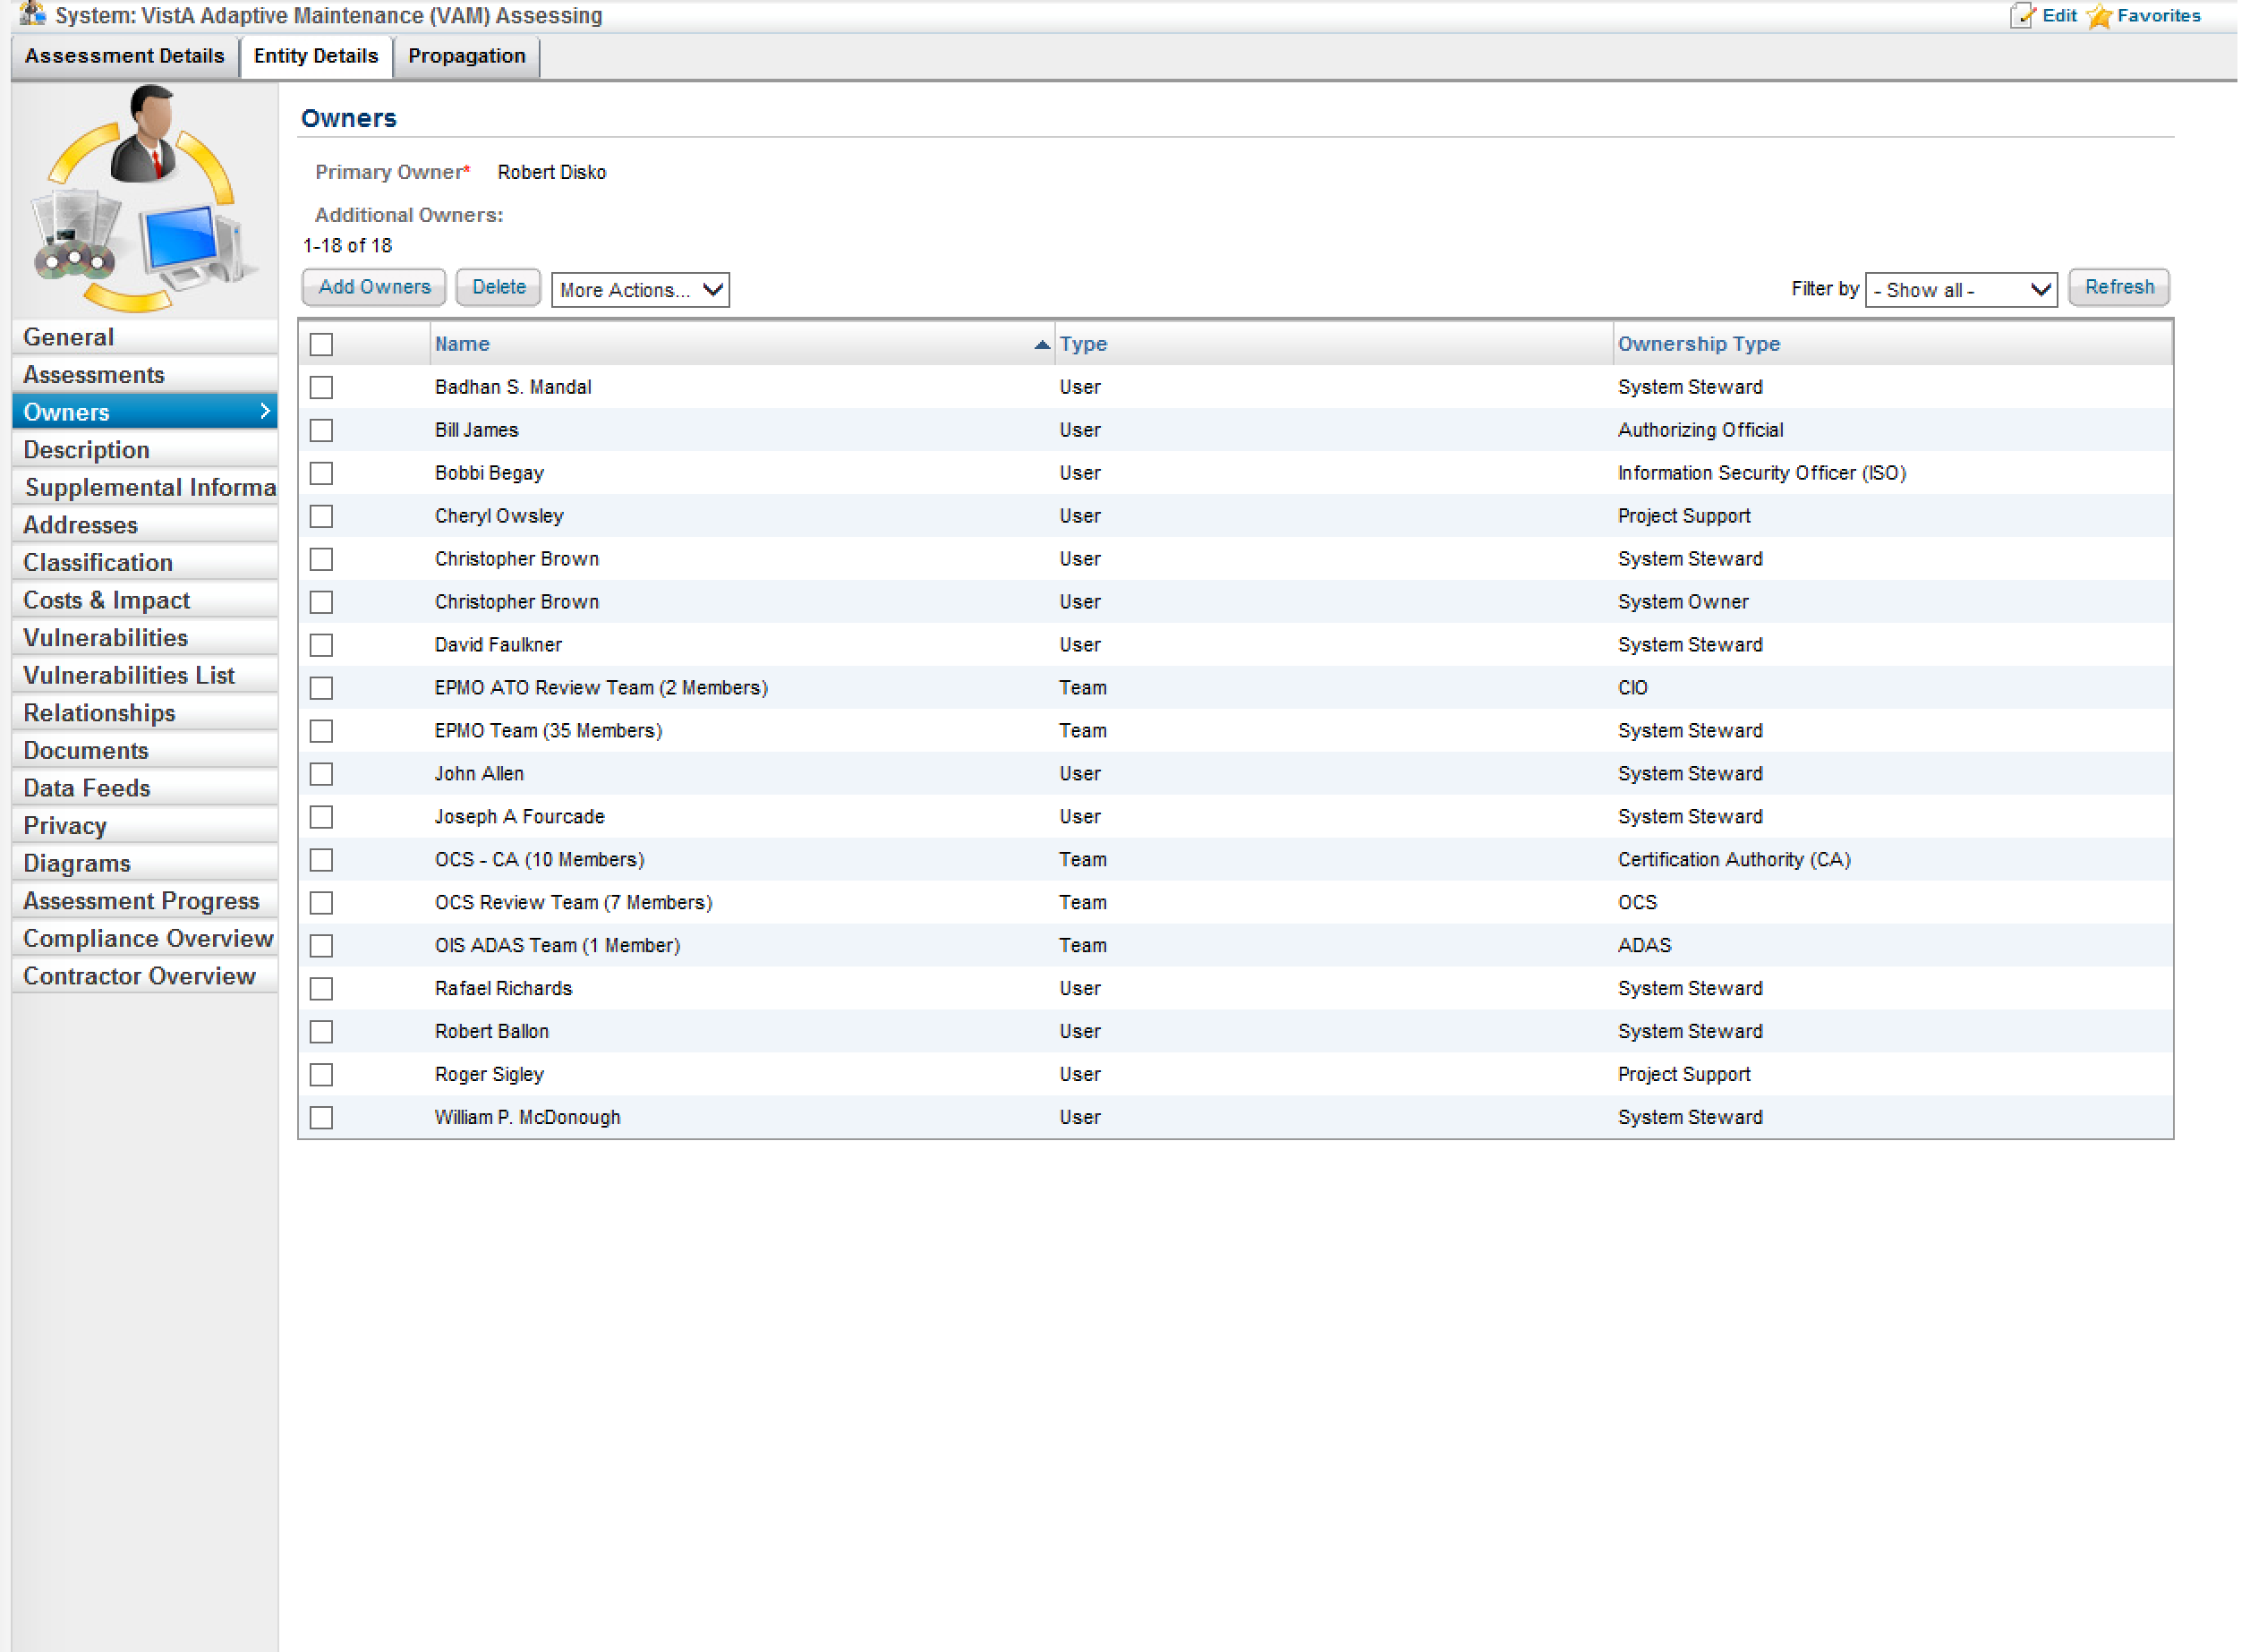 System: VistA Adaptive Maintenance (VAM) Assessing
Edit Favorites
Assessment Details Entity Details Propagation
Owners
Primary Owner* Robert Disko
Additional Owners:
1-18 of 18
Add Owners Delete More Actions... Filter by - Show all - Refresh
General
Assessments
Owners
Description
Supplemental Informa
Addresses
Classification
Costs & Impact
Vulnerabilities
Vulnerabilities List
Relationships
Documents
Data Feeds
Privacy
Diagrams
Assessment Progress
Compliance Overview
Contractor Overview
Name Type Ownership Type
Badhan S. Mandal User System Steward
Bill James User Authorizing Official
Bobbi Begay User Information Security Officer (ISO)
Cheryl Owsley User Project Support
Christopher Brown User System Steward
Christopher Brown User System Owner
David Faulkner User System Steward
EPMO ATO Review Team (2 Members) Team CIO
EPMO Team (35 Members) Team System Steward
John Allen User System Steward
Joseph A Fourcade User System Steward
OCS - CA (10 Members) Team Certification Authority (CA)
OCS Review Team (7 Members) Team OCS
OIS ADAS Team (1 Member) Team ADAS
Rafael Richards User System Steward
Robert Ballon User System Steward
Roger Sigley User Project Support
William P. McDonough User System Steward